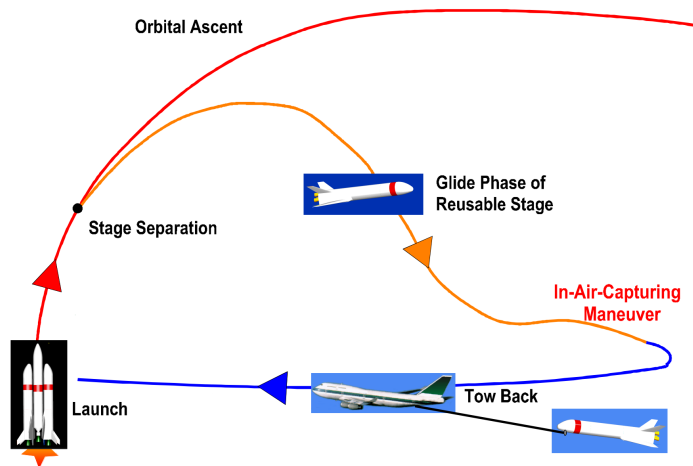 Orbital Ascent
Glide Phase of
Reusable Stage
Stage Separation
In-Air-Capturing
Maneuver
Tow Back
Launch